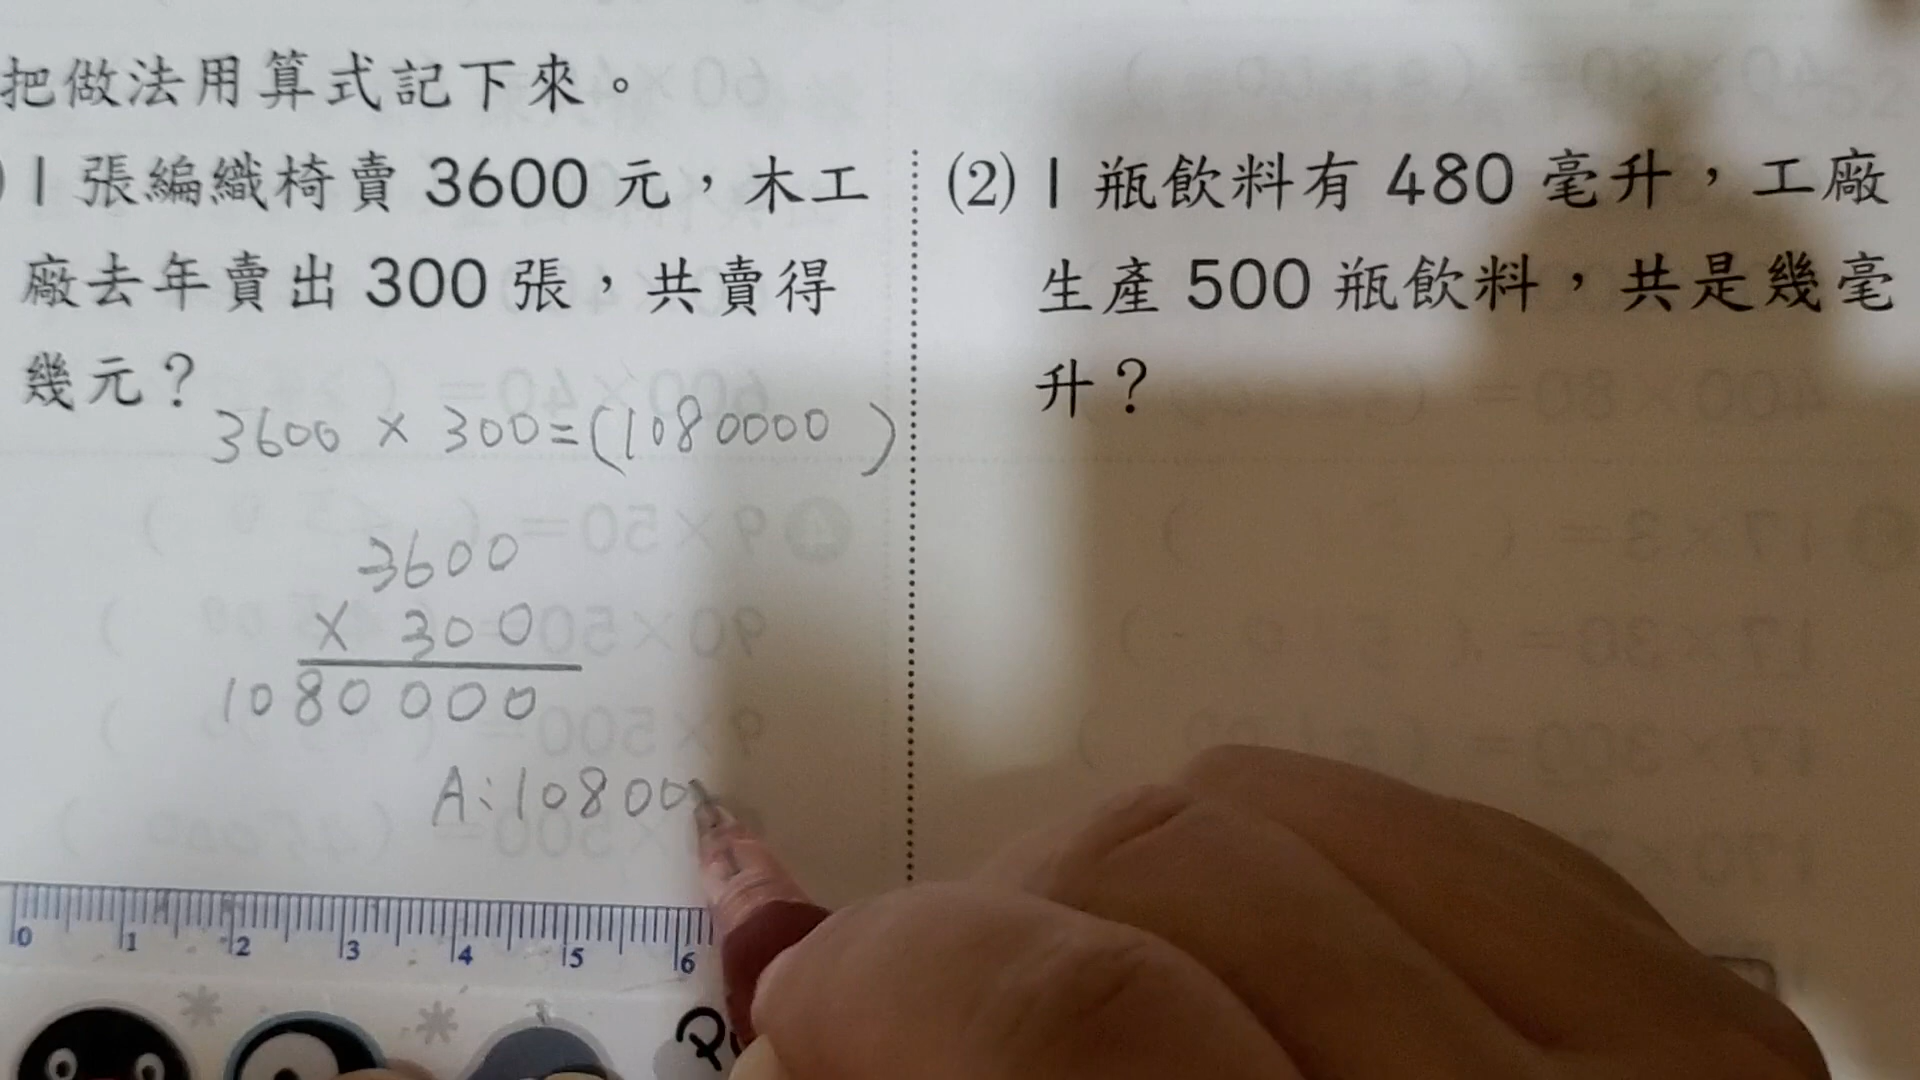 把做法用算式記下來。
1 張編織椅賣 3600 元，木工
廠去年賣出 300 張，共賣得
幾元？
3600 × 300=(1080000 )
3600
× 300
1080000
A:10800
(2) 1 瓶飲料有 480 毫升，工廠
生產 500 瓶飲料，共是幾毫
升？
0 1 2 3 4 5 6